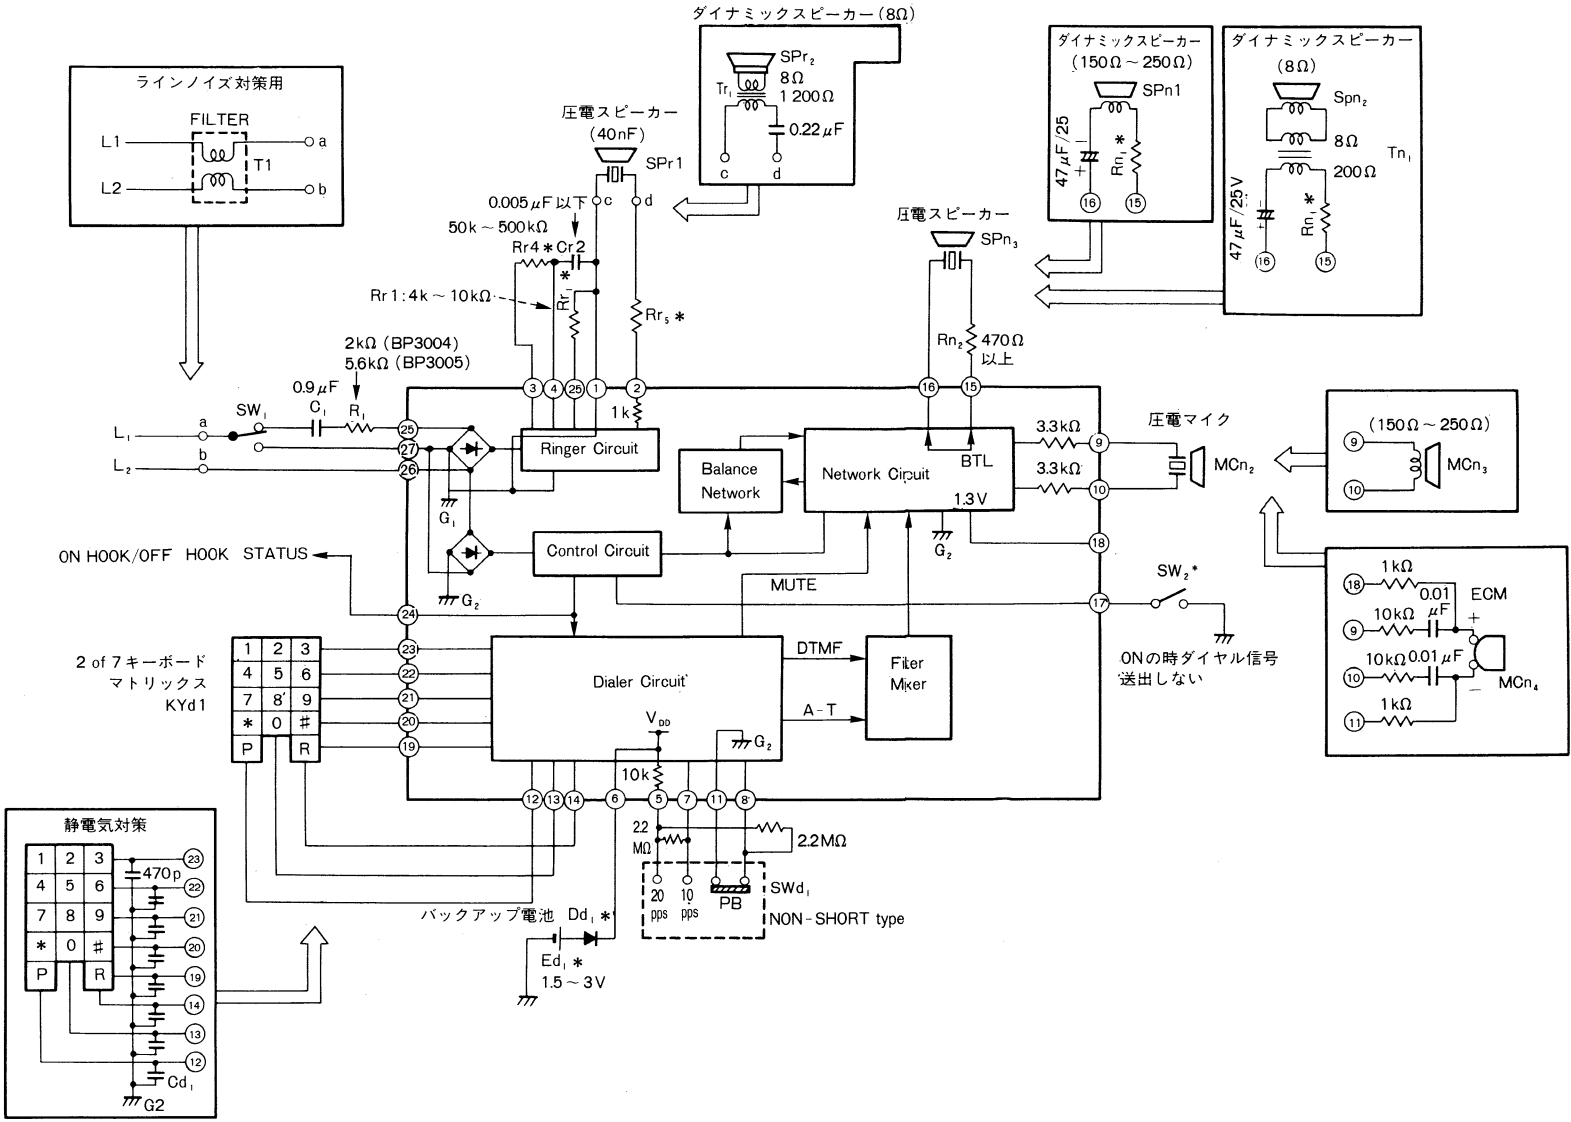 ダイナミックスピーカー(8Ω)
SPr₂
8Ω
Tr₁
1200Ω
0.22μF
c
d
ラインノイズ対策用
FILTER
L1
a
T1
L2
b
圧電スピーカー
(40nF)
SPr1
0.005μF以下
c
d
50k～500kΩ
Rr4*
Cr2
*
Rr₁
Rr1:4k～10kΩ
Rr₅*
ダイナミックスピーカー
(150Ω～250Ω)
SPn1
47μF/25
−
+
Rn₁*
16
15
ダイナミックスピーカー
(8Ω)
Spn₂
8Ω
Tn₁
200Ω
47μF/25V
+
−
Rn₁*
16
15
圧電スピーカー
SPn₃
Rn₂
470Ω
以上
2kΩ(BP3004)
5.6kΩ(BP3005)
0.9μF
C₁
R₁
SW₁
L₁
a
L₂
b
25
27
26
3
4
25
1
2
1k
Ringer Circuit
G₁
16
15
Balance
Network
Network Circuit
BTL
1.3V
G₂
3.3kΩ
9
3.3kΩ
10
18
圧電マイク
MCn₂
(150Ω～250Ω)
9
10
MCn₃
Control Circuit
G₂
ON HOOK/OFF HOOK STATUS
24
MUTE
17
SW₂*
ONの時ダイヤル信号
送出しない
18
1kΩ
0.01
μF
ECM
9
10kΩ
+
10
10kΩ
0.01μF
−
MCn₄
11
1kΩ
2 of 7キーボード
マトリックス
KYd1
1 2 3
4 5 6
7 8 9
* 0 #
P R
23
22
21
20
19
Dialer Circuit
DTMF
A-T
Filter
Mixer
VDD
G₂
10k
12
13
14
6
5
7
11
8
2.2
MΩ
2.2MΩ
20
pps
10
pps
PB
SWd₁
NON-SHORT type
バックアップ電池
Dd₁*
Ed₁*
1.5～3V
静電気対策
1 2 3
4 5 6
7 8 9
* 0 #
P R
470p
23
22
21
20
19
14
13
12
Cd₁
G2